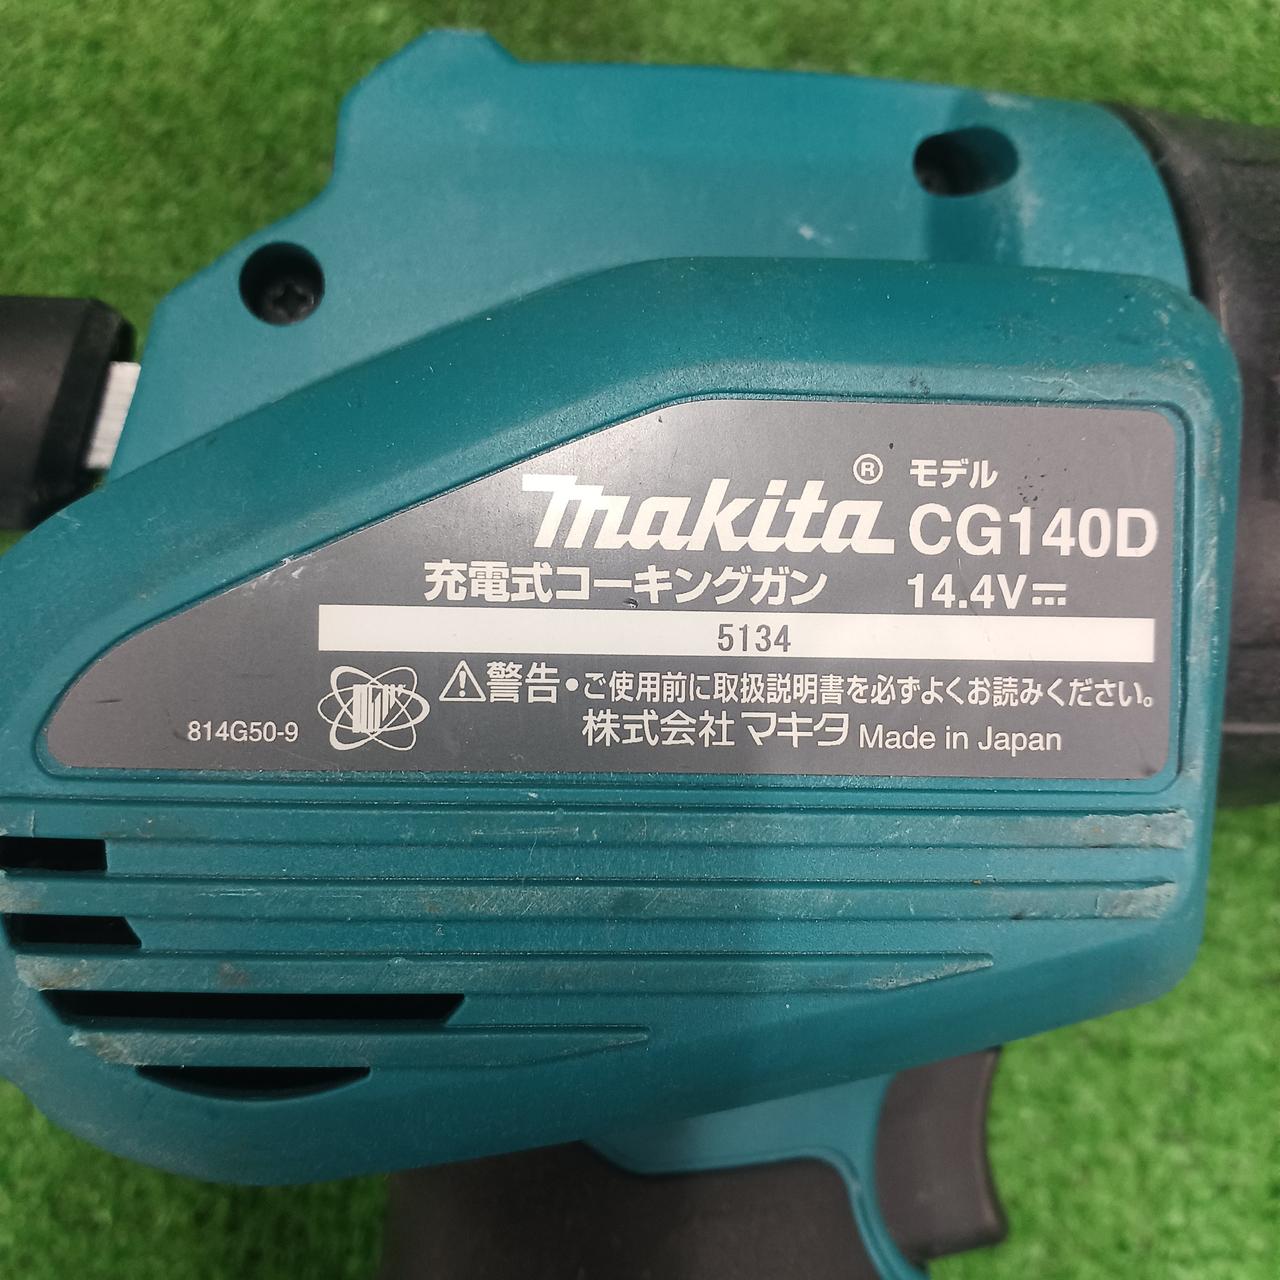 makita® モデル
CG140D
充電式コーキングガン 14.4V⎓
5134
⚠警告・ご使用前に取扱説明書を必ずよくお読みください。
814G50-9 株式会社マキタ Made in Japan